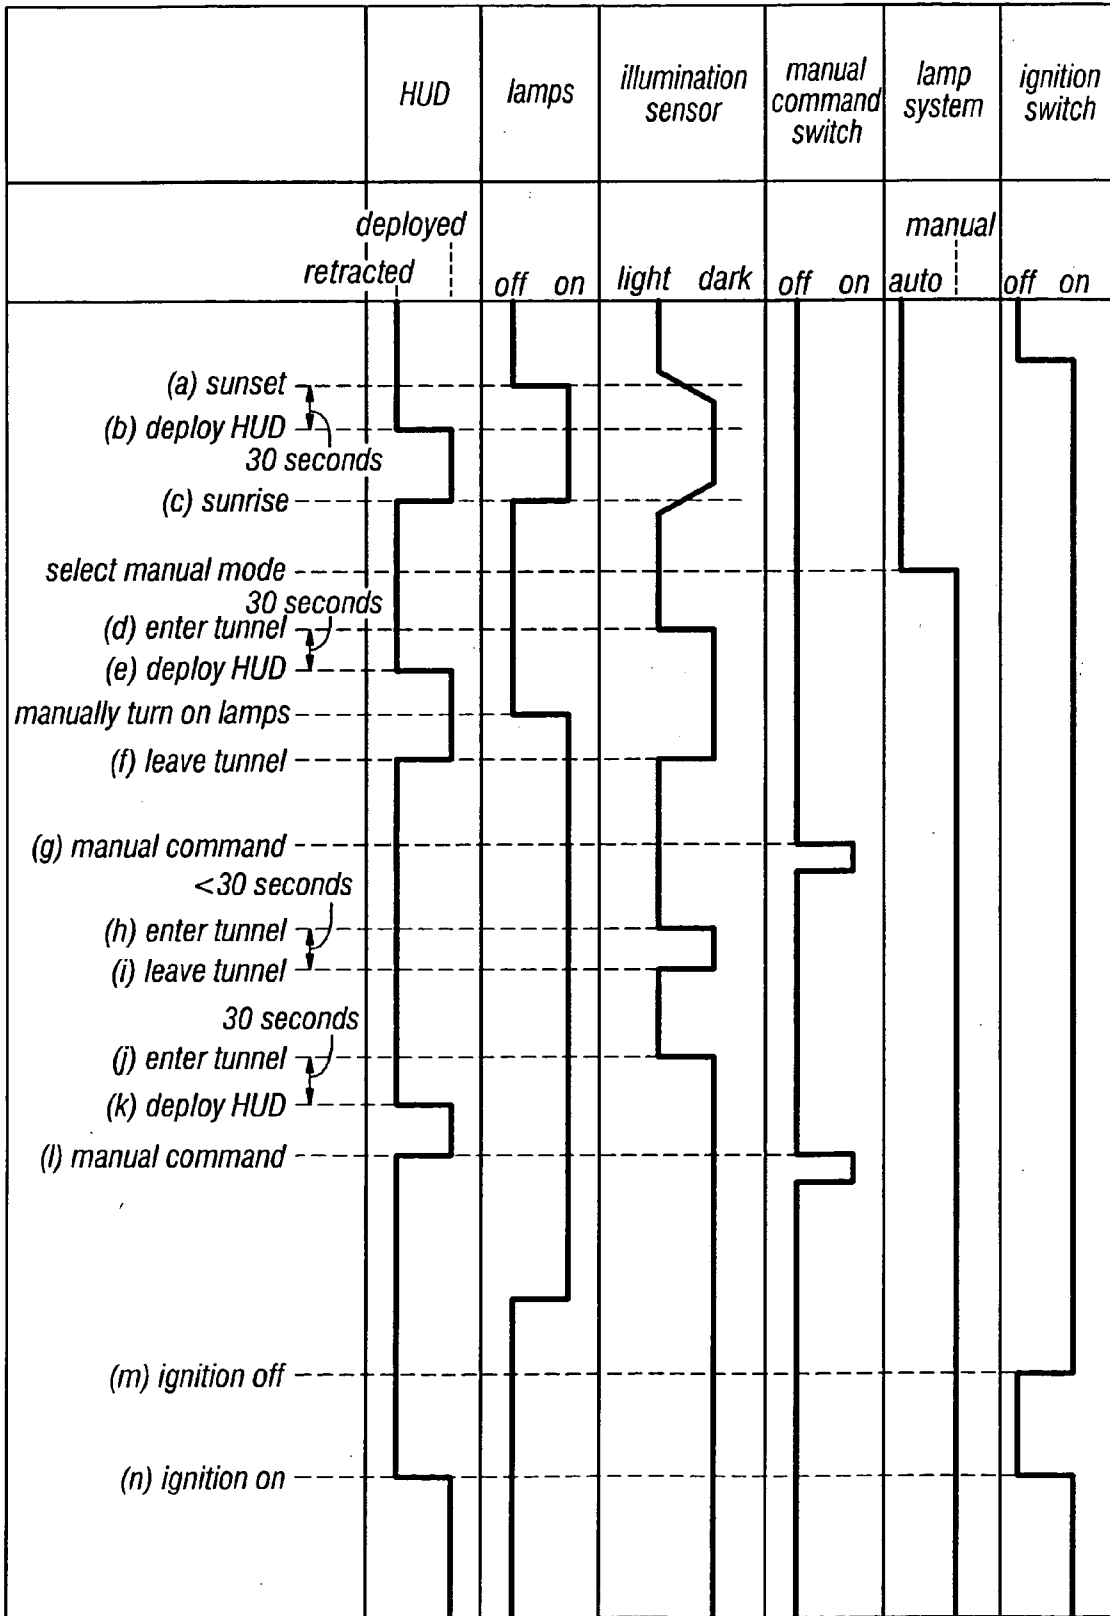 HUD
lamps
illumination
sensor
manual
command
switch
lamp
system
ignition
switch
deployed
manual
retracted
off on
light dark
off on
auto
off on
(a) sunset
(b) deploy HUD
30 seconds
(c) sunrise
select manual mode
30 seconds
(d) enter tunnel
(e) deploy HUD
manually turn on lamps
(f) leave tunnel
(g) manual command
<30 seconds
(h) enter tunnel
(i) leave tunnel
30 seconds
(j) enter tunnel
(k) deploy HUD
(l) manual command
(m) ignition off
(n) ignition on